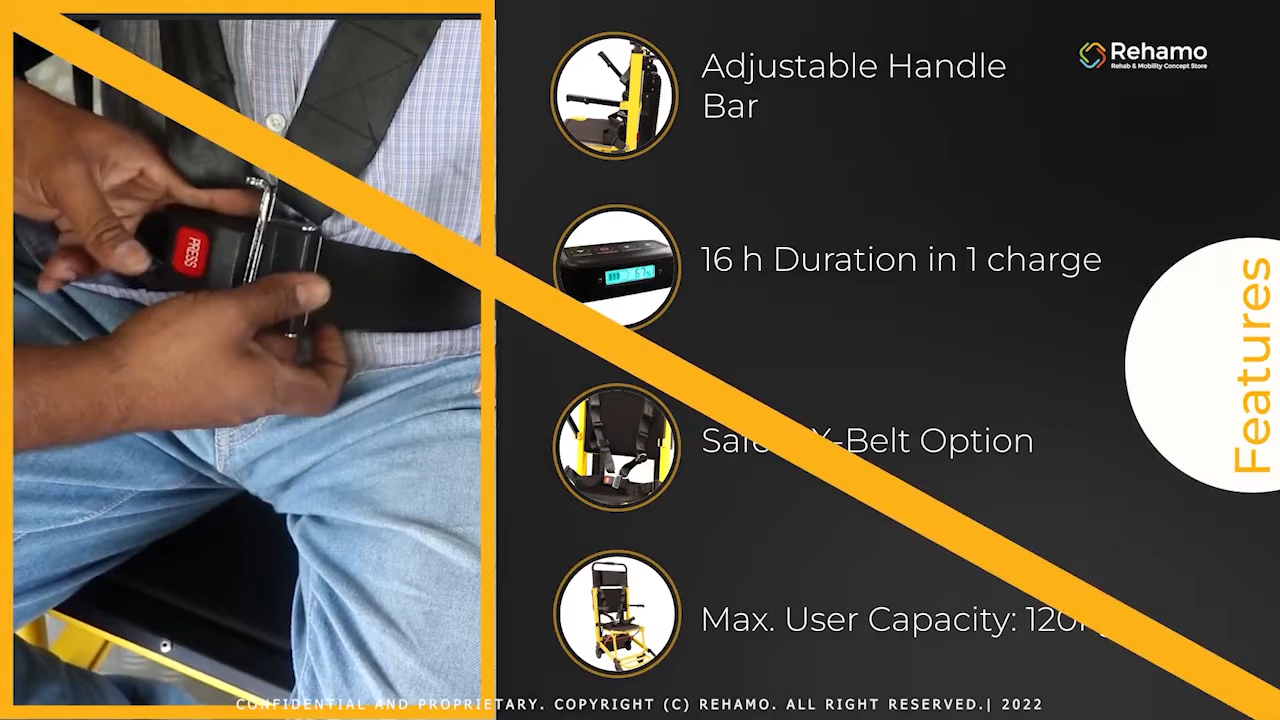 Adjustable Handle
Bar
Rehamo
Rehab & Mobility Concept Store
PRESS
16 h Duration in 1 charge
67%
Features
X-Belt Option
Max. User Capacity:
CONFIDENTIAL AND PROPRIETARY. COPYRIGHT (C) REHAMO. ALL RIGHT RESERVED.| 2022